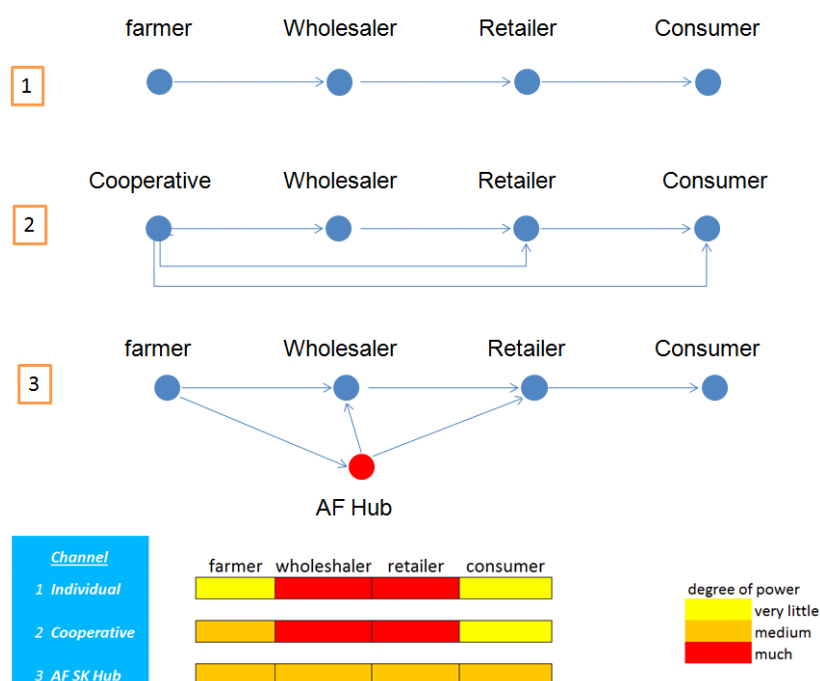 farmer Wholesaler Retailer Consumer
1
Cooperative Wholesaler Retailer Consumer
2
farmer Wholesaler Retailer Consumer
3
AF Hub
Channel
farmer wholeshaler retailer consumer
1 Individual
2 Cooperative
3 AF SK Hub
degree of power
very little
medium
much